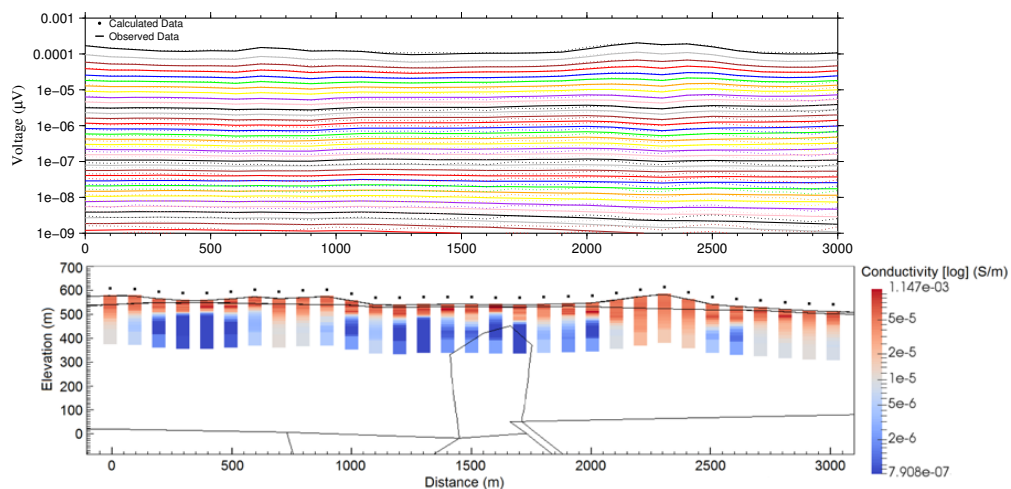 0.001
Calculated Data
Observed Data
0.0001
1e-05
1e-06
1e-07
1e-08
1e-09
Voltage (µV)
0 500 1000 1500 2000 2500 3000
700
600
500
400
300
200
100
0
Elevation (m)
0 500 1000 1500 2000 2500 3000
Distance (m)
Conductivity [log] (S/m)
1.147e-03
5e-5
2e-5
1e-5
5e-6
2e-6
7.908e-07